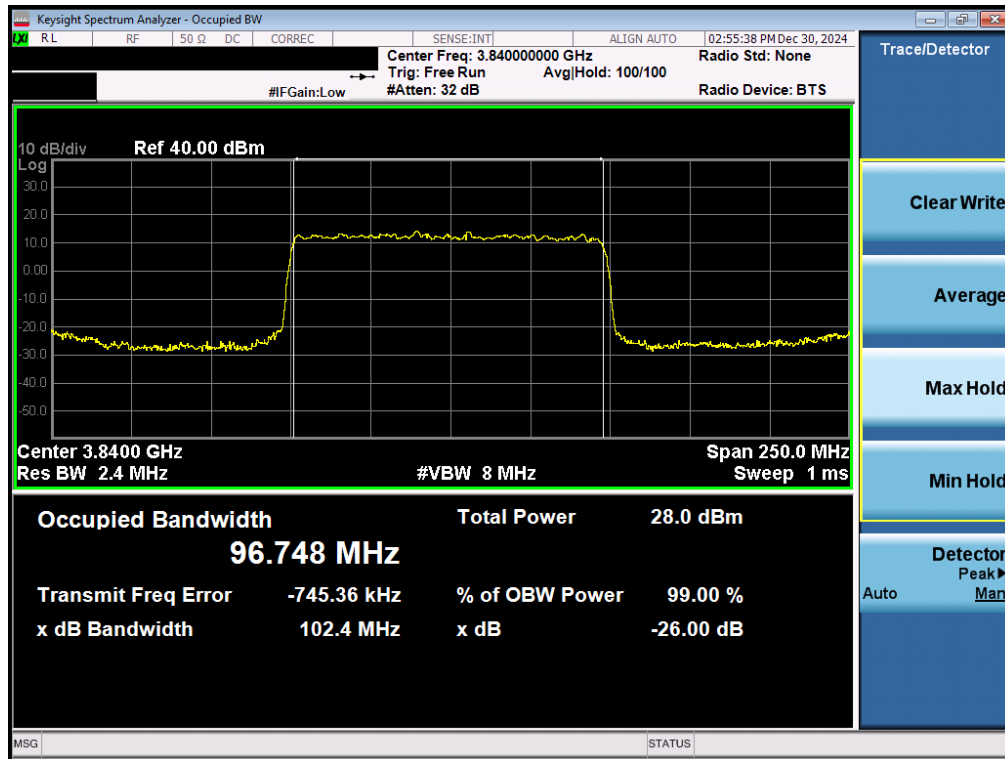 Keysight Spectrum Analyzer - Occupied BW
LXI RL RF 50 Ω DC CORREC SENSE:INT ALIGN AUTO 02:55:38 PM Dec 30, 2024
Center Freq: 3.840000000 GHz Radio Std: None
Trig: Free Run Avg|Hold: 100/100
#IFGain:Low #Atten: 32 dB Radio Device: BTS
Trace/Detector
10 dB/div Ref 40.00 dBm
Log
30.0
20.0
10.0
0.00
-10.0
-20.0
-30.0
-40.0
-50.0
Center 3.8400 GHz Span 250.0 MHz
Res BW 2.4 MHz #VBW 8 MHz Sweep 1 ms
Occupied Bandwidth Total Power 28.0 dBm
96.748 MHz
Transmit Freq Error -745.36 kHz % of OBW Power 99.00 %
x dB Bandwidth 102.4 MHz x dB -26.00 dB
Clear Write
Average
Max Hold
Min Hold
Detector
Peak▶
Auto Man
MSG STATUS